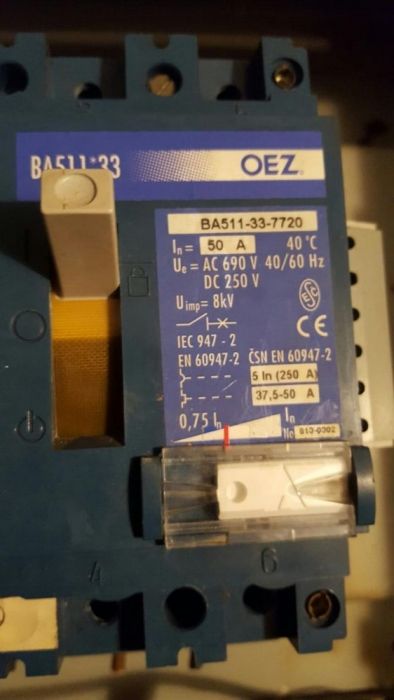 BA511*33
OEZ
BA511-33-7720
In = 50 A 40 °C
Ue = AC 690 V 40/60 Hz
DC 250 V
Uimp = 8kV
IEC 947 - 2
EN 60947-2 ČSN EN 60947-2
5 In (250 A)
37,5-50 A
0,75 In In
4 6